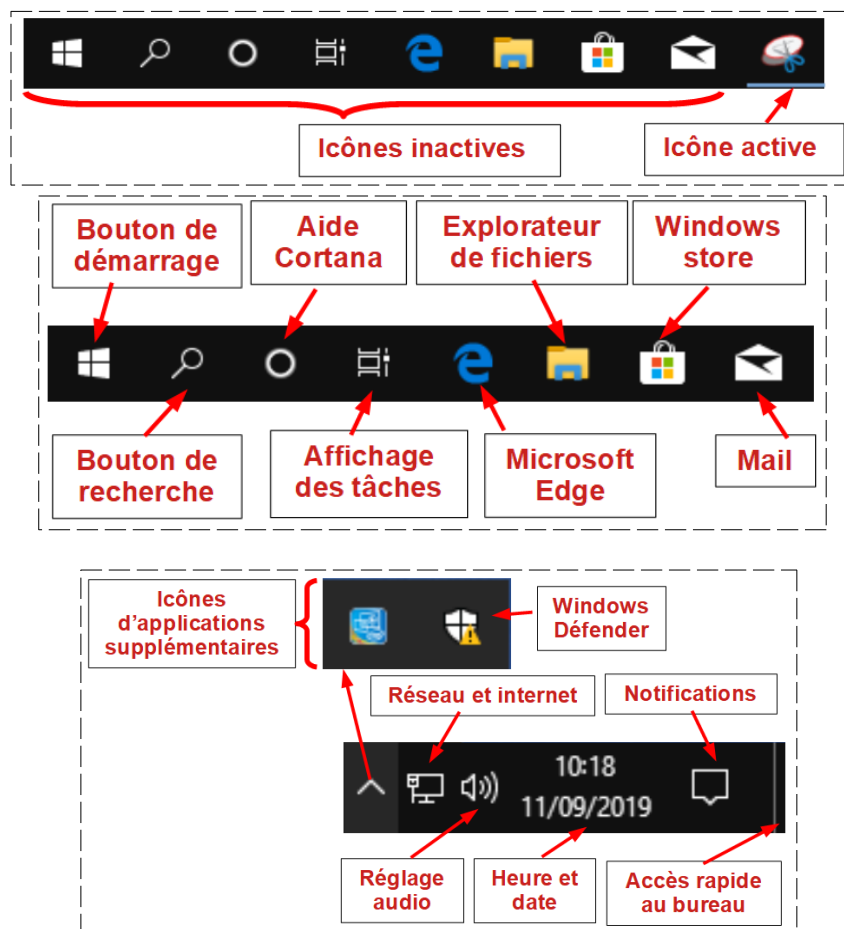 Icônes inactives
Icône active
Bouton de
démarrage
Aide
Cortana
Explorateur
de fichiers
Windows
store
Bouton de
recherche
Affichage
des tâches
Microsoft
Edge
Mail
Icônes
d’applications
supplémentaires
Windows
Défender
Réseau et internet
Notifications
10:18
11/09/2019
Réglage
audio
Heure et
date
Accès rapide
au bureau